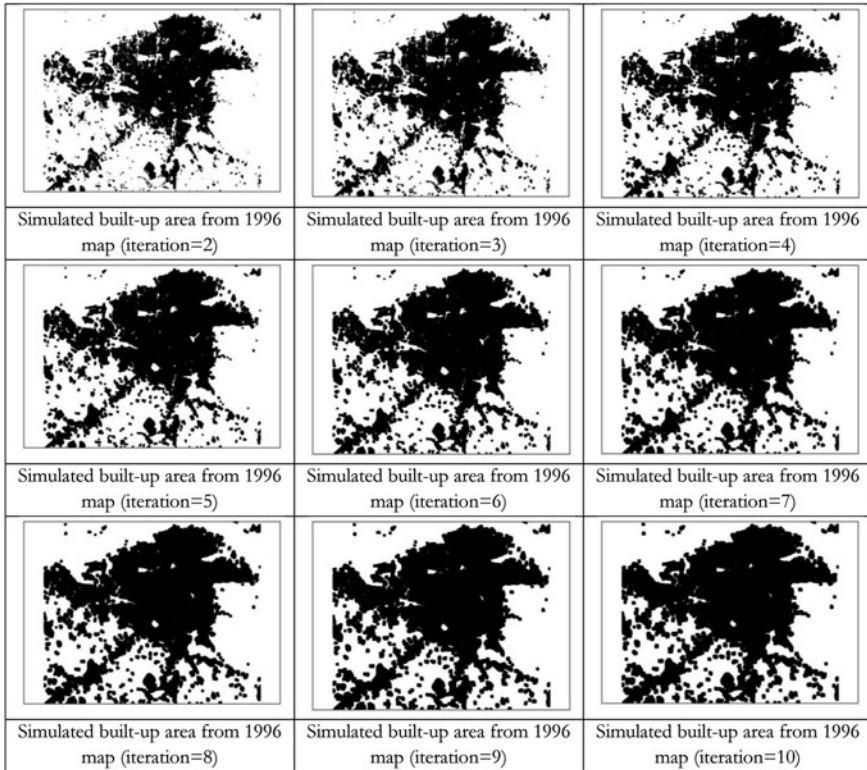 Simulated built-up area from 1996
map (iteration=2)
Simulated built-up area from 1996
map (iteration=3)
Simulated built-up area from 1996
map (iteration=4)
Simulated built-up area from 1996
map (iteration=5)
Simulated built-up area from 1996
map (iteration=6)
Simulated built-up area from 1996
map (iteration=7)
Simulated built-up area from 1996
map (iteration=8)
Simulated built-up area from 1996
map (iteration=9)
Simulated built-up area from 1996
map (iteration=10)